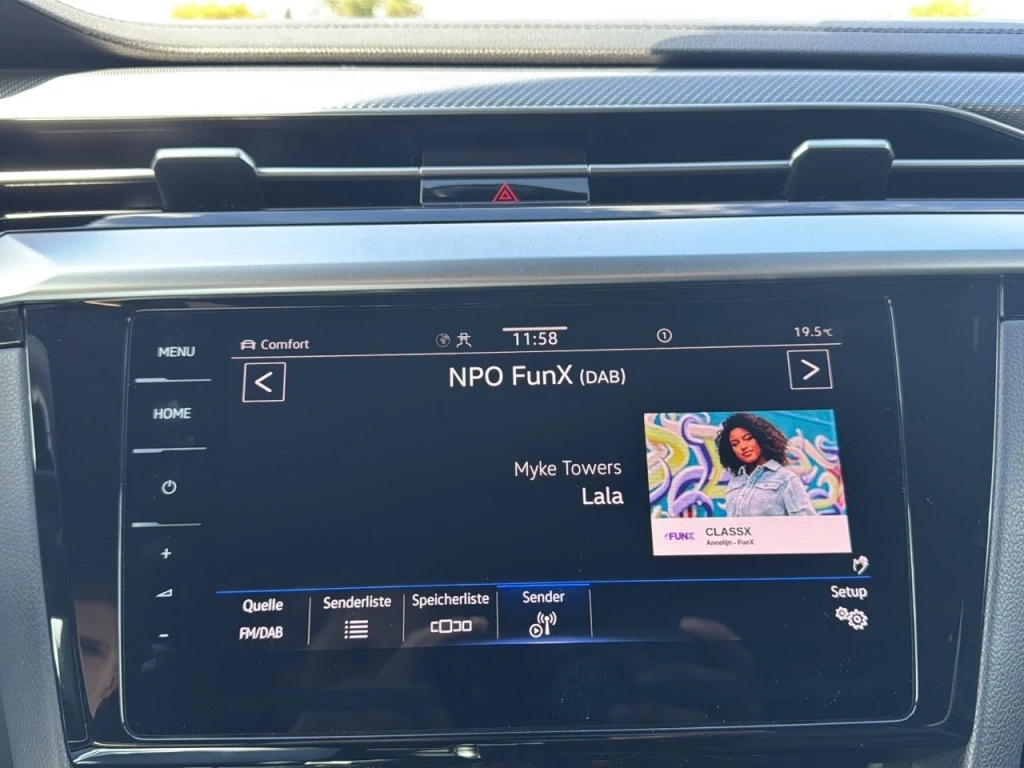 MENU
HOME
+
-
Comfort
11:58
1
19.5°C
<
NPO FunX (DAB)
>
Myke Towers
Lala
FUNX
CLASSX
Annelijn - FunX
Quelle
FM/DAB
Senderliste
Speicherliste
Sender
Setup